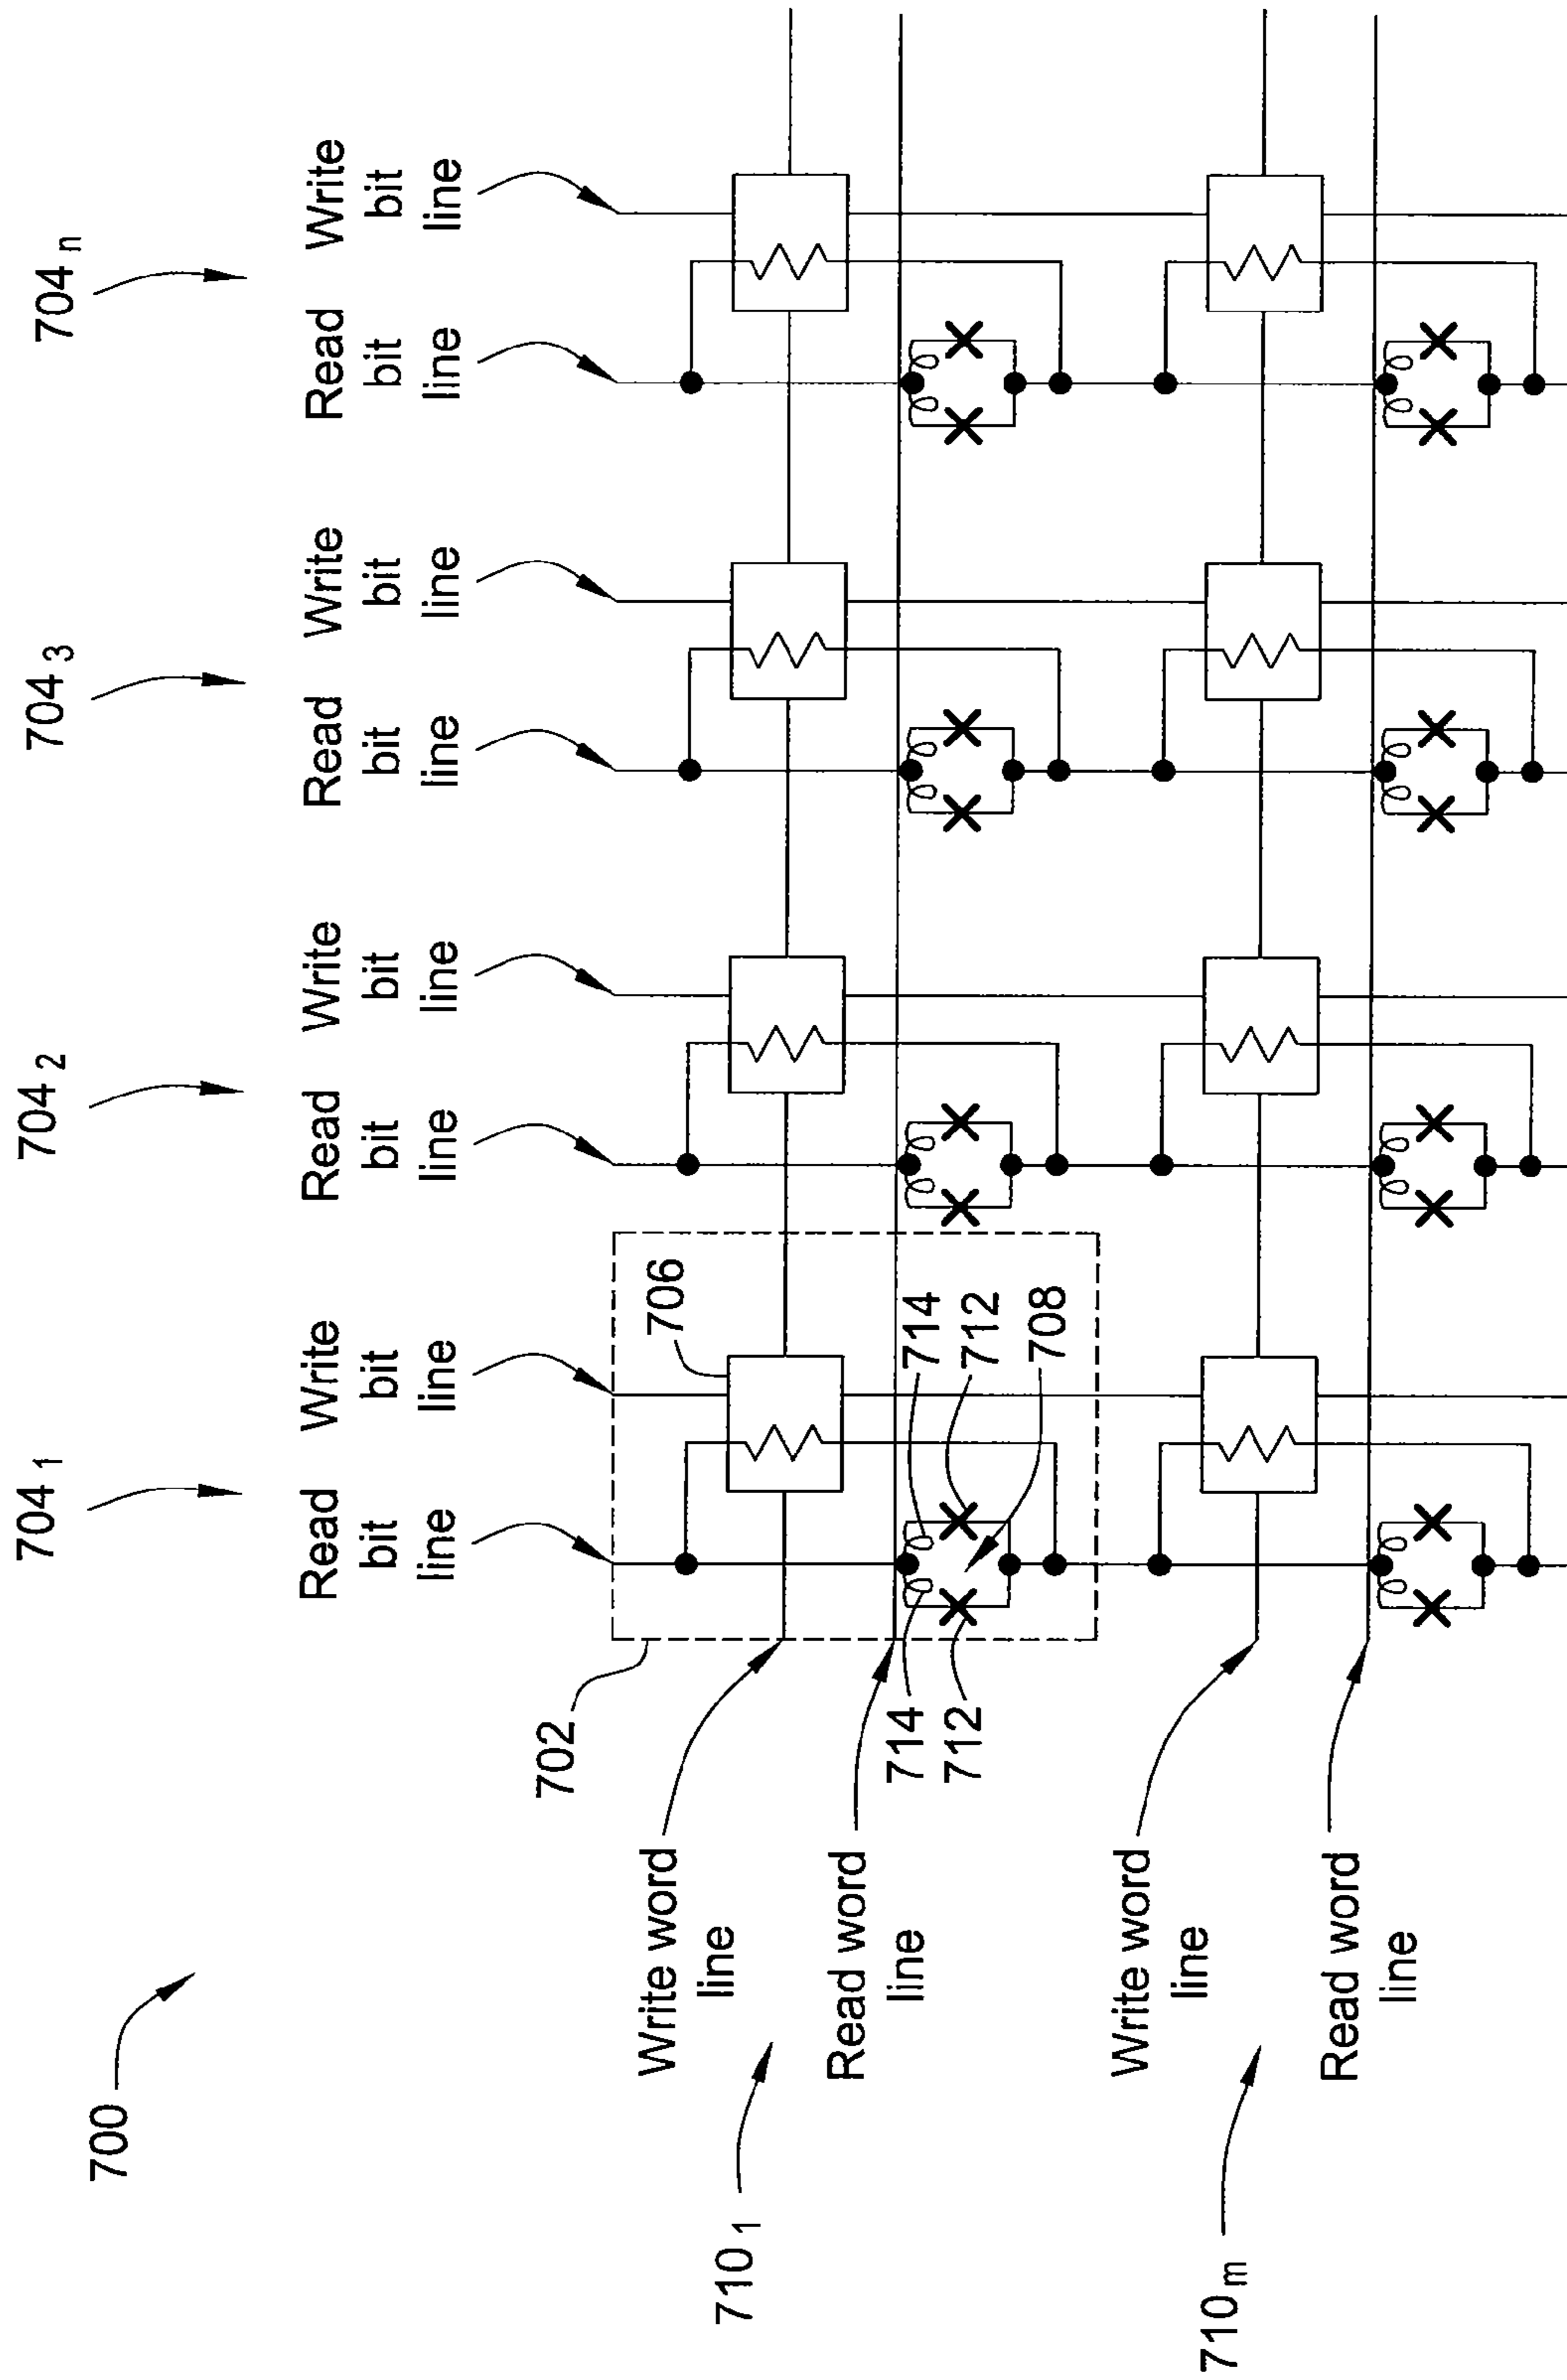 700
704 1
704 2
704 3
704 n
Read
bit
line
Write
bit
line
Read
bit
line
Write
bit
line
Read
bit
line
Write
bit
line
Read
bit
line
Write
bit
line
702
706
714
712
708
714
712
Write word
line
710 1
Read word
line
Write word
line
710 m
Read word
line